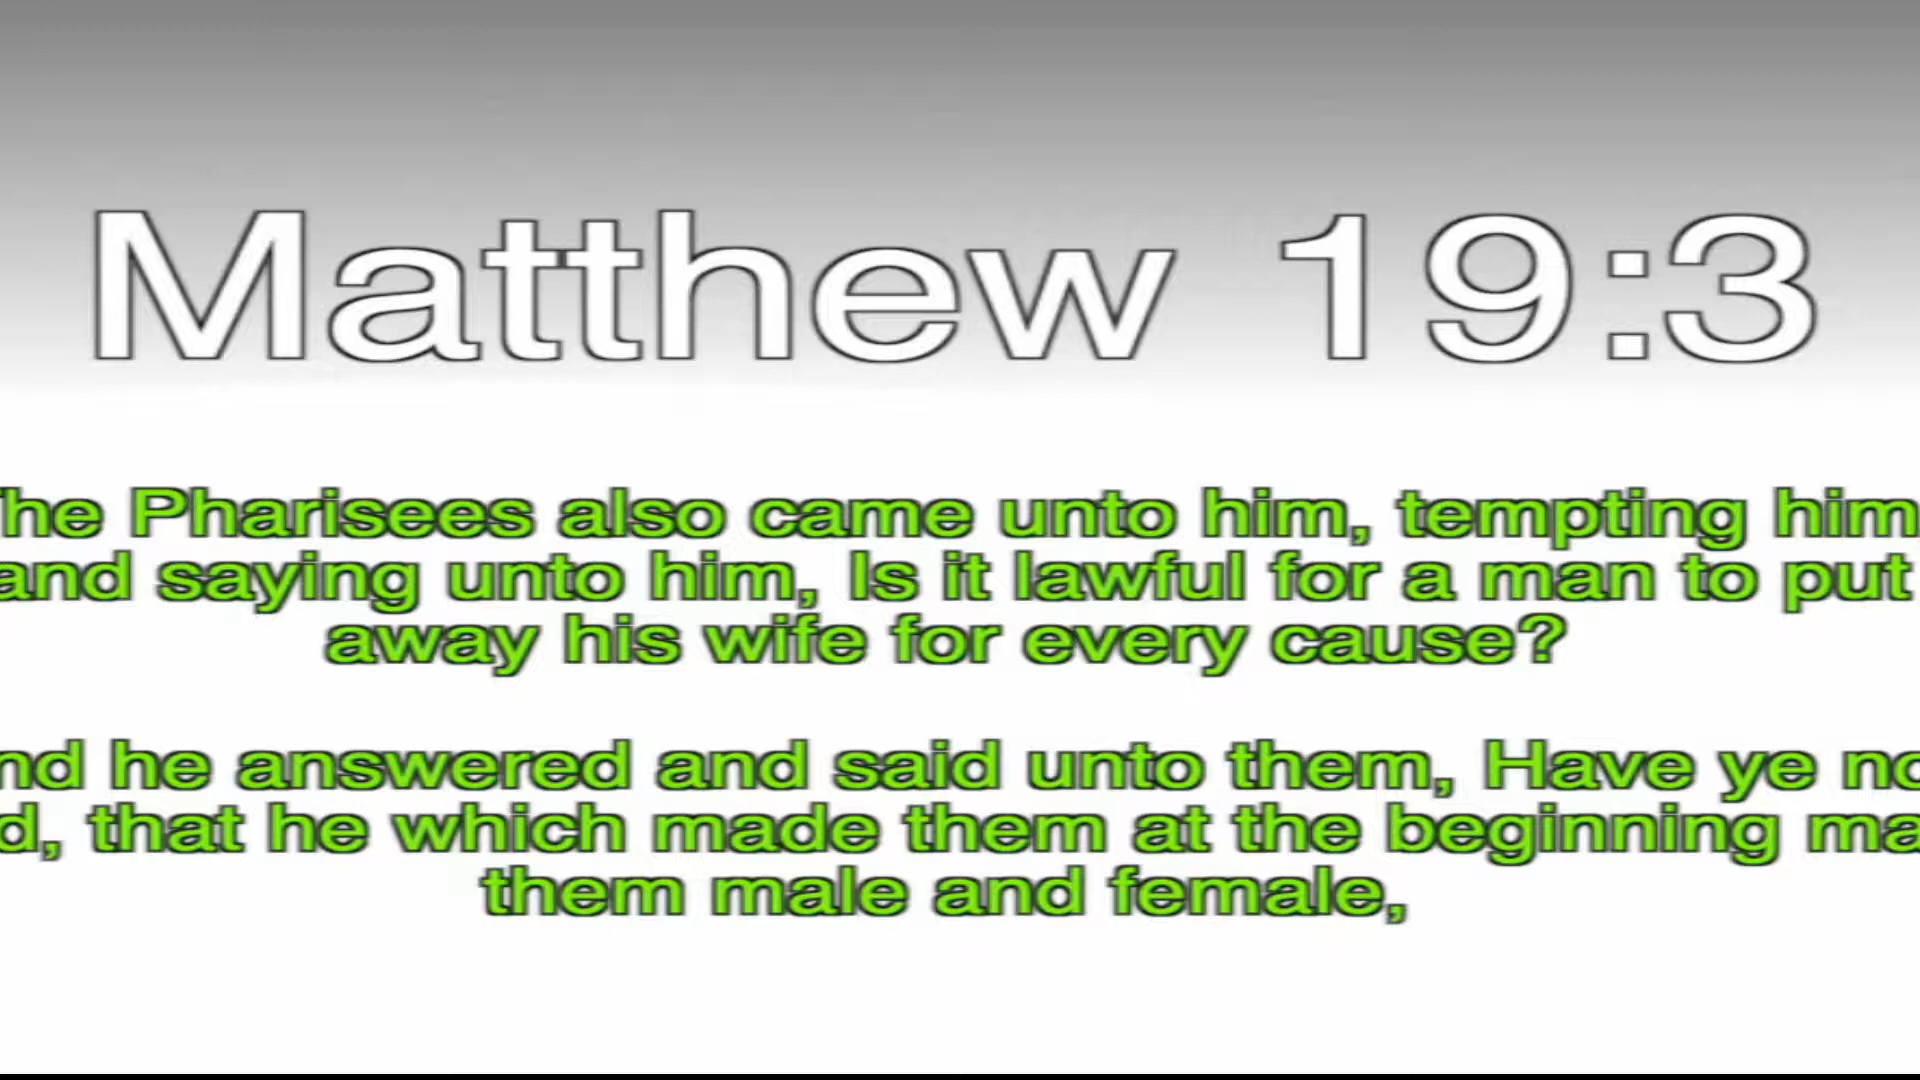 Matthew 19:3
The Pharisees also came unto him, tempting him
and saying unto him, Is it lawful for a man to put
away his wife for every cause?
nd he answered and said unto them, Have ye no
d, that he which made them at the beginning ma
them male and female,